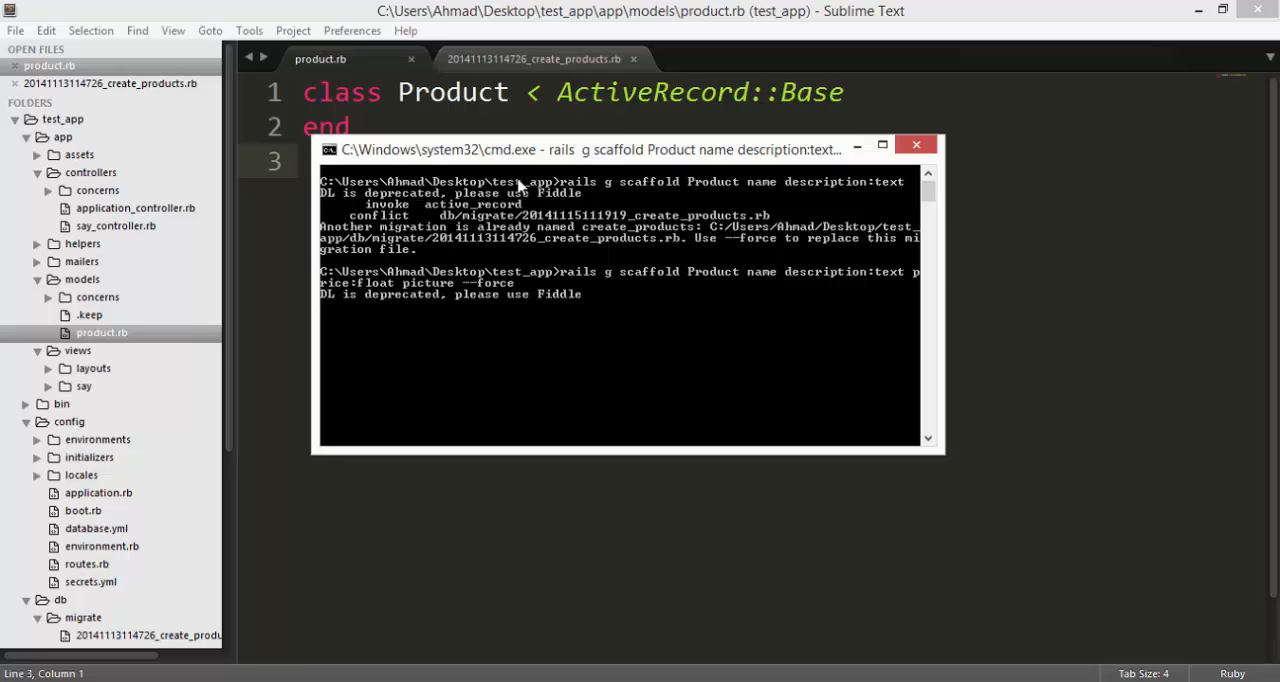 C:\Users\Ahmad\Desktop\test_app\app\models\product.rb (test_app) - Sublime Text
File Edit Selection Find View Goto Tools Project Preferences Help
OPEN FILES
product.rb
20141113114726_create_products.rb
FOLDERS
test_app
app
assets
controllers
concerns
application_controller.rb
say_controller.rb
helpers
mailers
models
concerns
.keep
product.rb
views
layouts
say
bin
config
environments
initializers
locales
application.rb
boot.rb
database.yml
environment.rb
routes.rb
secrets.yml
db
migrate
20141113114726_create_produ
product.rb
20141113114726_create_products.rb
1 class Product < ActiveRecord::Base
2 end
3
C:\Windows\system32\cmd.exe - rails g scaffold Product name description:text...
C:\Users\Ahmad\Desktop\test_app>rails g scaffold Product name description:text
DL is deprecated, please use Fiddle
invoke active_record
conflict db/migrate/20141115111919_create_products.rb
Another migration is already named create_products: C:/Users/Ahmad/Desktop/test_
app/db/migrate/20141113114726_create_products.rb. Use --force to replace this mi
gration file.
C:\Users\Ahmad\Desktop\test_app>rails g scaffold Product name description:text p
rice:float picture --force
DL is deprecated, please use Fiddle
Line 3, Column 1
Tab Size: 4
Ruby